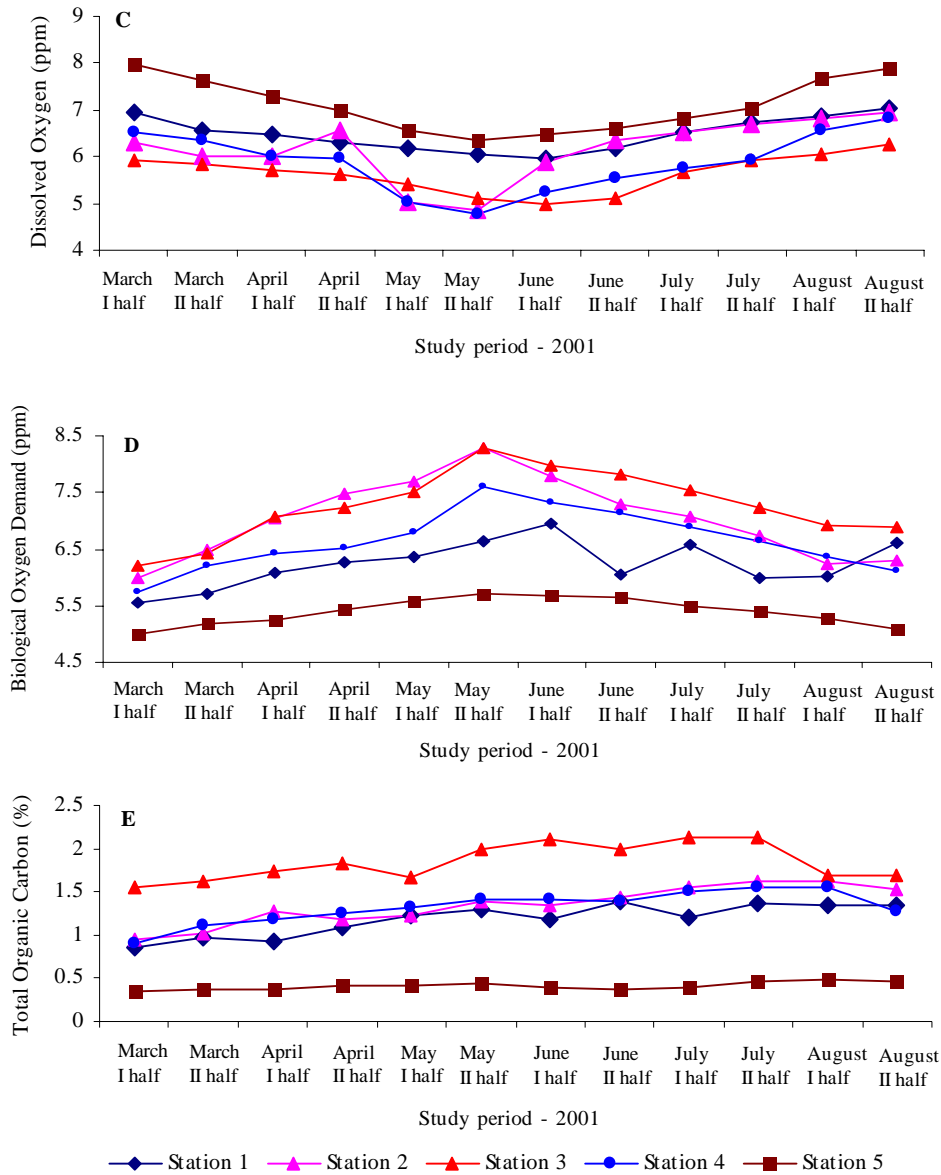 C
Dissolved Oxygen (ppm)
9
8
7
6
5
4
March March April April May May June June July July August August
I half II half I half II half I half II half I half II half I half II half I half II half
Study period - 2001
D
Biological Oxygen Demand (ppm)
8.5
7.5
6.5
5.5
4.5
March March April April May May June June July July August August
I half II half I half II half I half II half I half II half I half II half I half II half
Study period - 2001
E
Total Organic Carbon (%)
2.5
2
1.5
1
0.5
0
March March April April May May June June July July August August
I half II half I half II half I half II half I half II half I half II half I half II half
Study period - 2001
Station 1 Station 2 Station 3 Station 4 Station 5